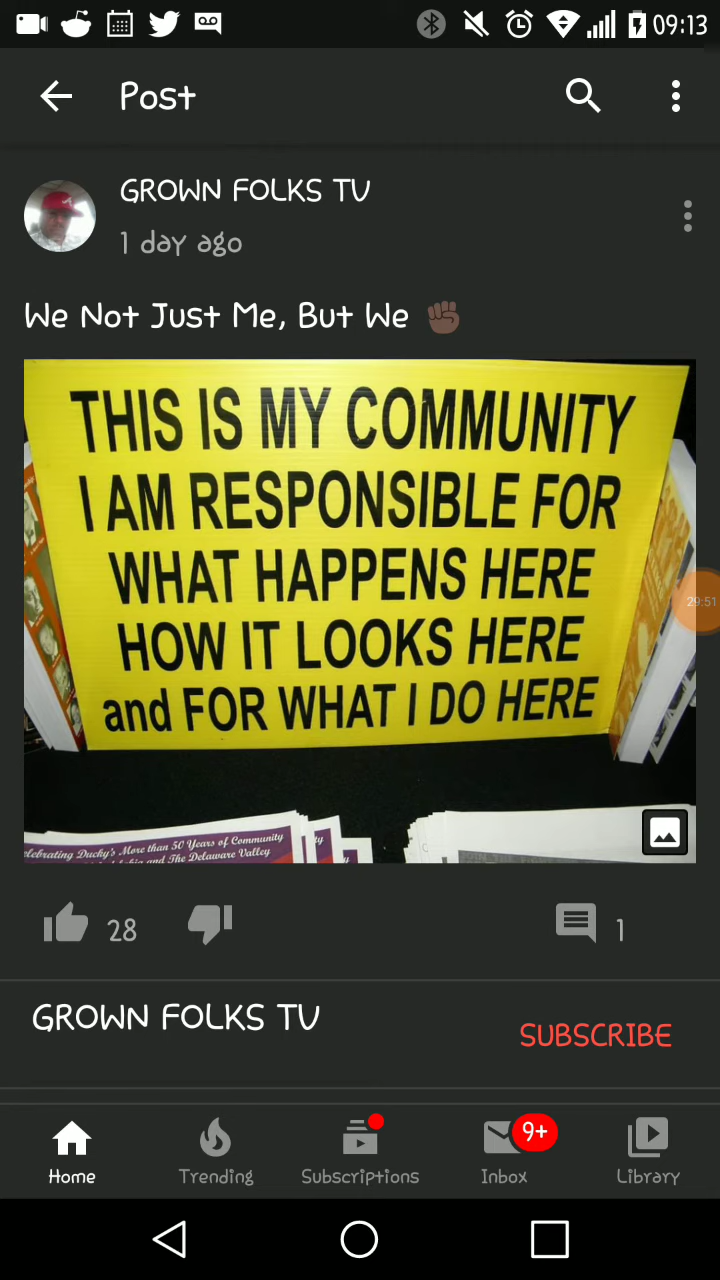 09:13
Post
GROWN FOLKS TV
1 day ago
We Not Just Me, But We
THIS IS MY COMMUNITY
I AM RESPONSIBLE FOR
WHAT HAPPENS HERE
HOW IT LOOKS HERE
and FOR WHAT I DO HERE
29:51
Ducky's More than 50 Years of Community
and The Delaware Valley
28
1
GROWN FOLKS TV
SUBSCRIBE
9+
Home
Trending
Subscriptions
Inbox
Library